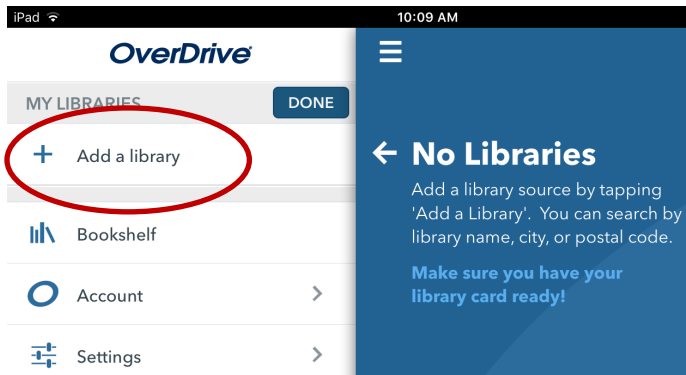 iPad 10:09 AM
OverDrive
MY LIBRARIES DONE
Add a library
Bookshelf
Account
Settings
No Libraries
Add a library source by tapping
'Add a Library'. You can search by
library name, city, or postal code.
Make sure you have your
library card ready!